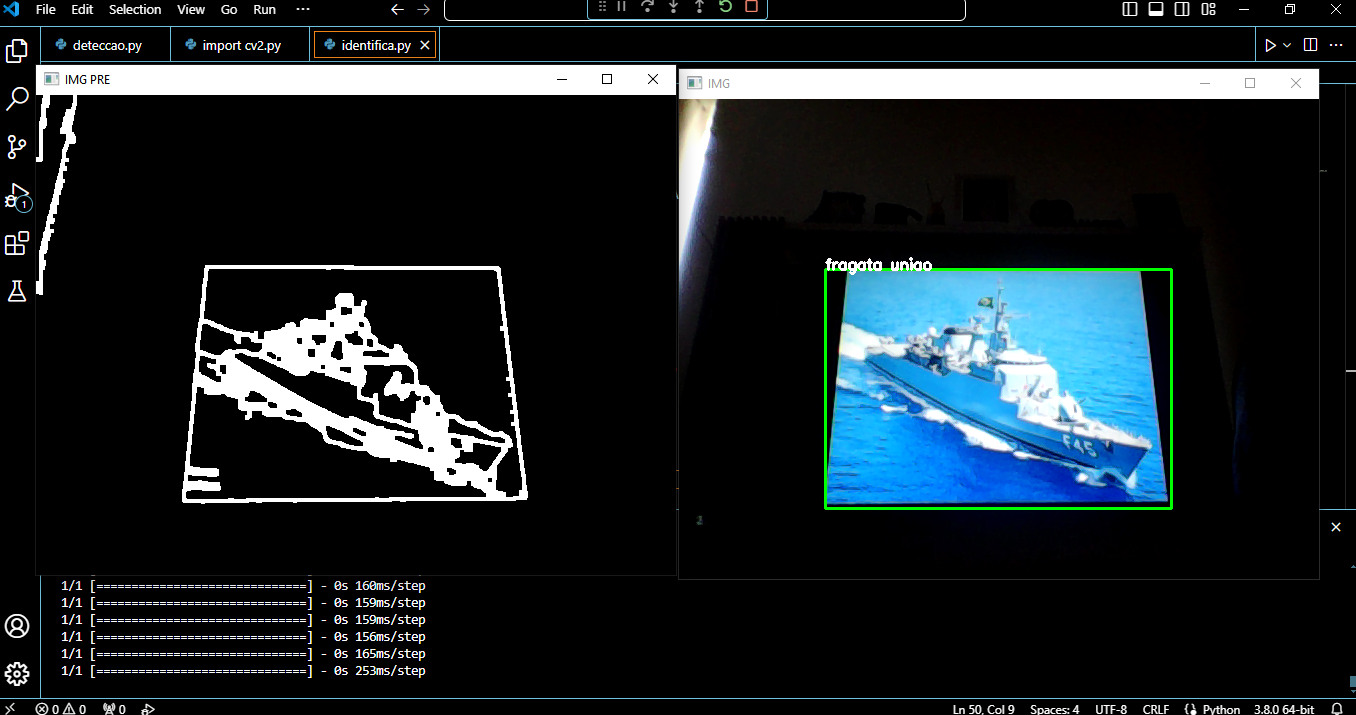 File Edit Selection View Go Run ...
deteccao.py import cv2.py identifica.py
IMG PRE
IMG
fragata uniao
F45
1/1 [==============================] - 0s 160ms/step
1/1 [==============================] - 0s 159ms/step
1/1 [==============================] - 0s 159ms/step
1/1 [==============================] - 0s 156ms/step
1/1 [==============================] - 0s 165ms/step
1/1 [==============================] - 0s 253ms/step
1
0 0 0 Ln 50, Col 9 Spaces: 4 UTF-8 CRLF Python 3.8.0 64-bit